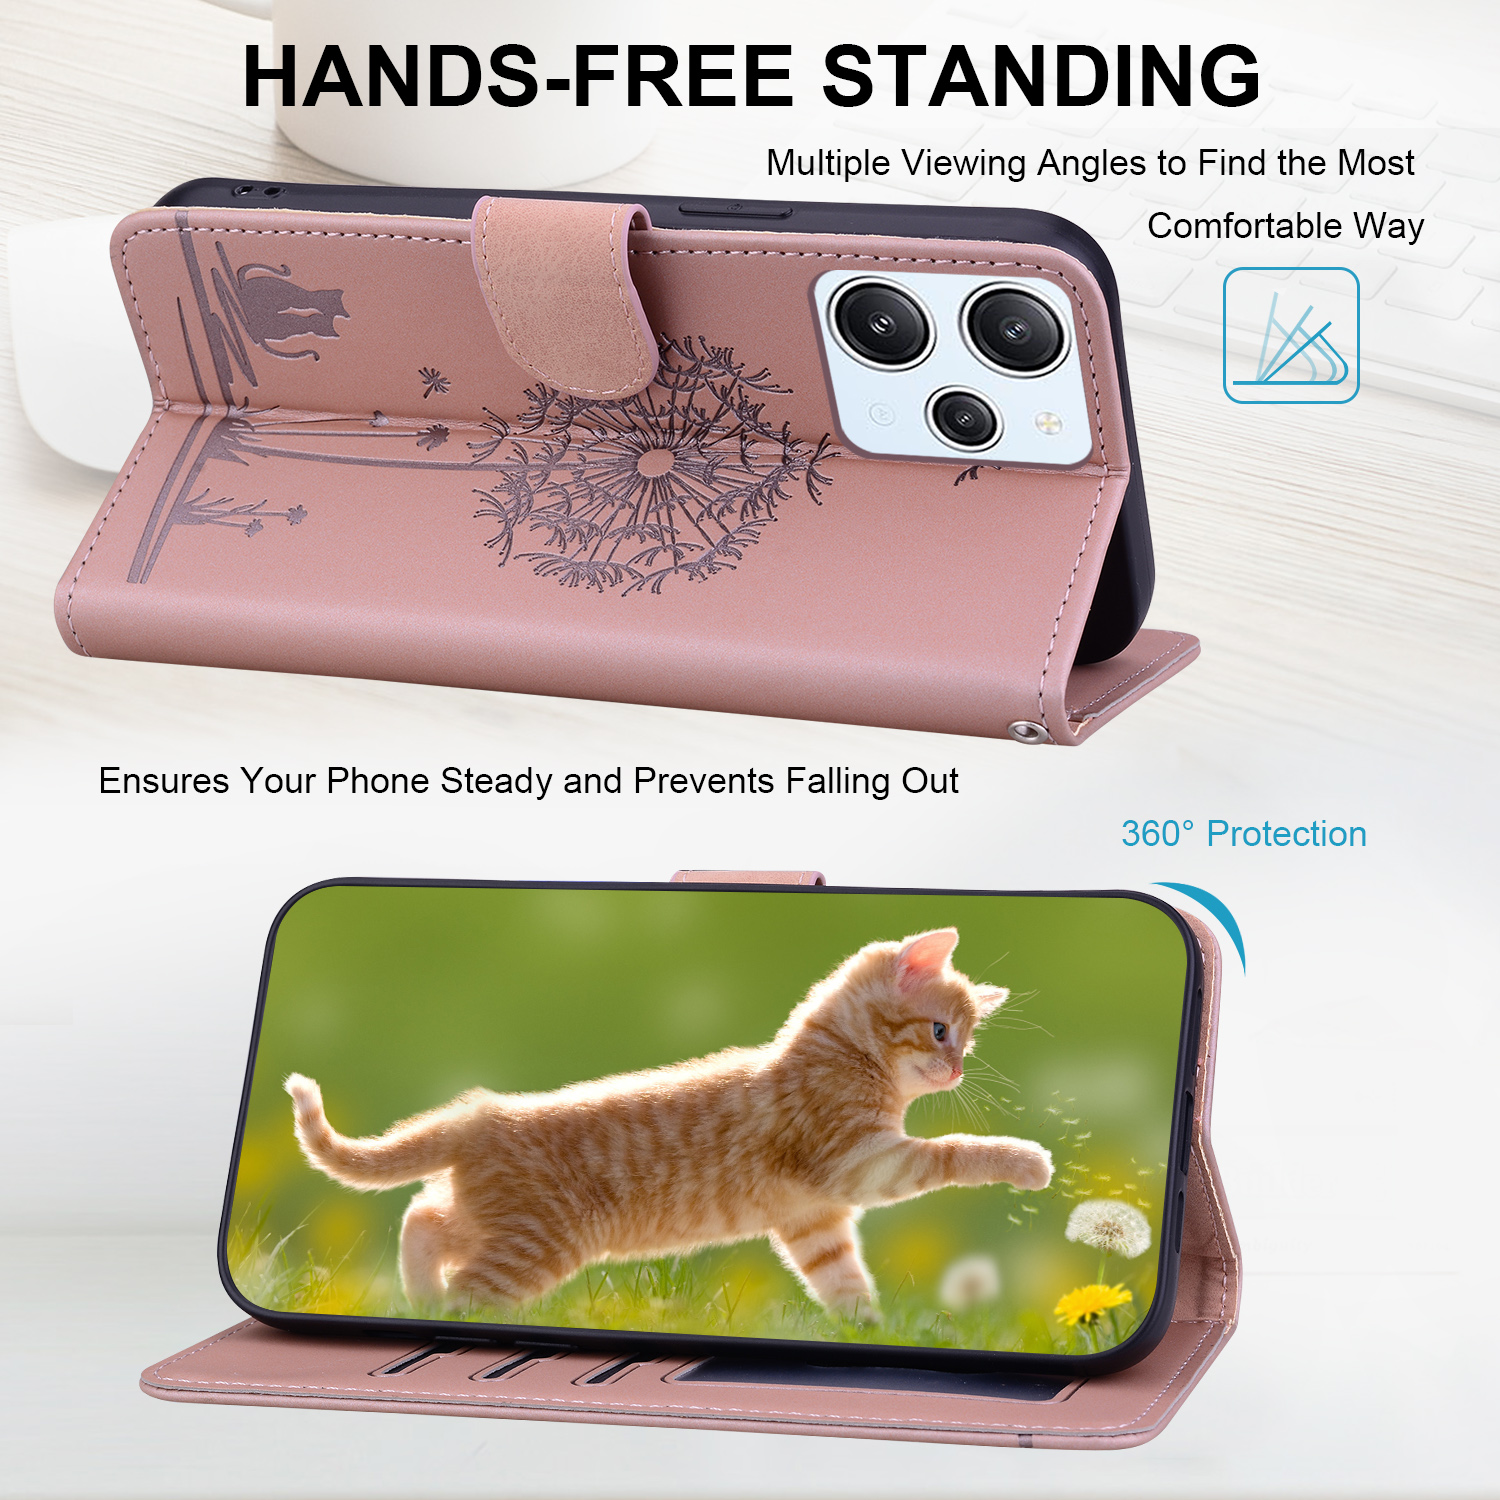 HANDS-FREE STANDING
Multiple Viewing Angles to Find the Most
Comfortable Way
Ensures Your Phone Steady and Prevents Falling Out
360° Protection